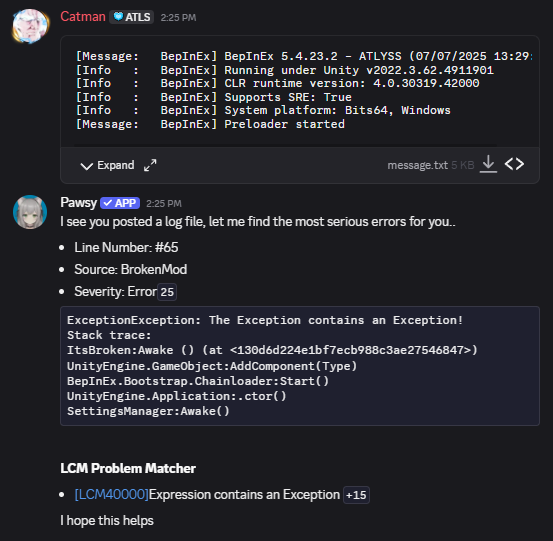 Catman ATLS 2:25 PM
[Message:   BepInEx] BepInEx 5.4.23.2 - ATLYSS (07/07/2025 13:29:
[Info   :   BepInEx] Running under Unity v2022.3.62.4911901
[Info   :   BepInEx] CLR runtime version: 4.0.30319.42000
[Info   :   BepInEx] Supports SRE: True
[Info   :   BepInEx] System platform: Bits64, Windows
[Message:   BepInEx] Preloader started
Expand message.txt 5 KB
Pawsy APP 2:25 PM
I see you posted a log file, let me find the most serious errors for you..
• Line Number: #65
• Source: BrokenMod
• Severity: Error 25
ExceptionException: The Exception contains an Exception!
Stack trace:
ItsBroken:Awake () (at <130d6d224e1bf7ecb988c3ae27546847>)
UnityEngine.GameObject:AddComponent(Type)
BepInEx.Bootstrap.Chainloader:Start()
UnityEngine.Application:.ctor()
SettingsManager:Awake()
LCM Problem Matcher
• [LCM40000]Expression contains an Exception +15
I hope this helps